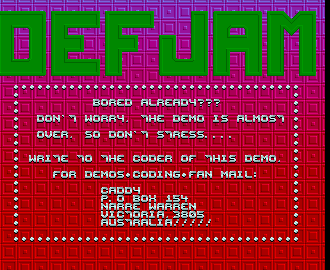 DEFJAM
BORED ALREADY???
DON'T WORRY, THE DEMO IS ALMOST
OVER, SO DON'T STRESS....
WRITE TO THE CODER OF THIS DEMO,
FOR DEMOS•CODING•FAN MAIL:
CADDY
P.O BOX 154
NARRE WARREN
VICTORIA, 3805
AUSTRALIA!!!!!